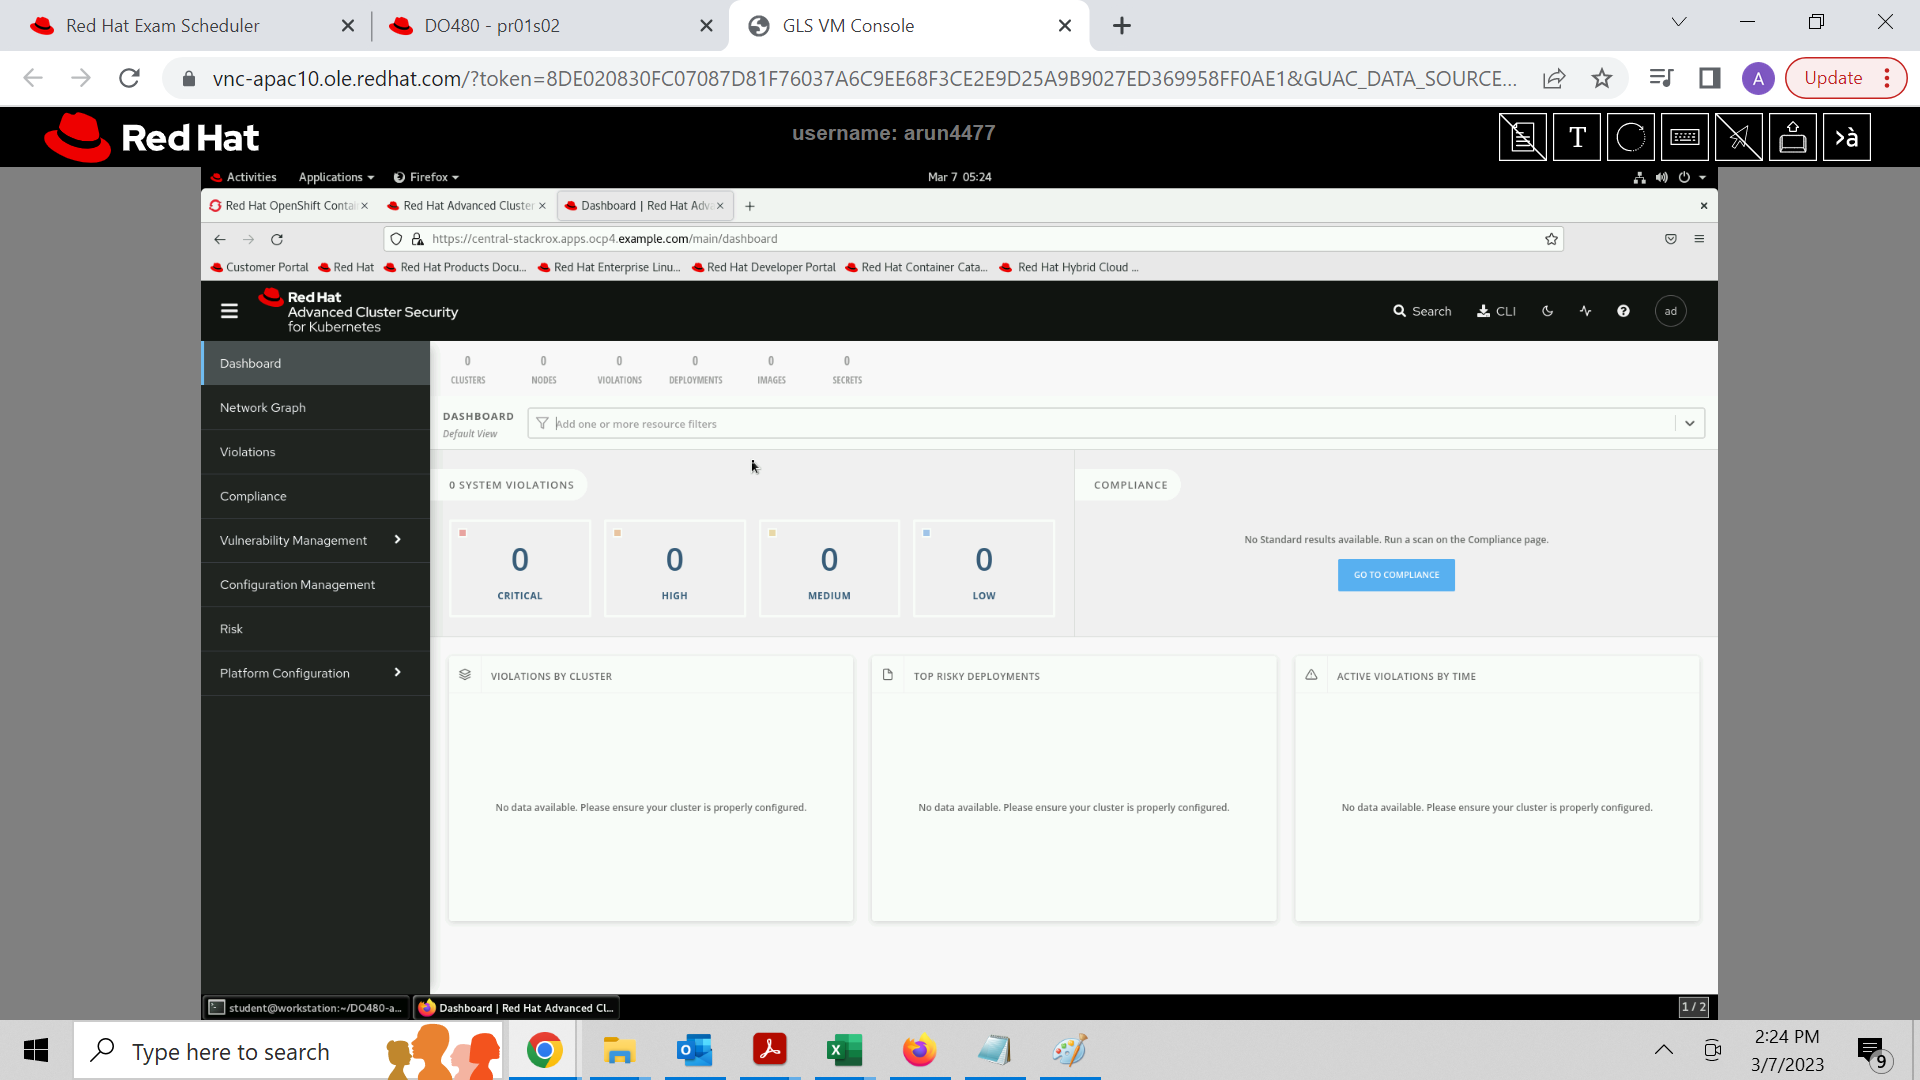 Red Hat Exam Scheduler
DO480 - pr01s02
GLS VM Console
vnc-apac10.ole.redhat.com/?token=8DE020830FC07087D81F76037A6C9EE68F3CE2E9D25A9B9027ED369958FF0AE1&GUAC_DATA_SOURCE...
A
Update
Red Hat
username: arun4477
T
>à
Activities
Applications
Firefox
Mar 7 05:24
Red Hat OpenShift Contai
Red Hat Advanced Cluster
Dashboard | Red Hat Adv
https://central-stackrox.apps.ocp4.example.com/main/dashboard
Customer Portal
Red Hat
Red Hat Products Docu...
Red Hat Enterprise Linu...
Red Hat Developer Portal
Red Hat Container Cata...
Red Hat Hybrid Cloud ...
Red Hat
Advanced Cluster Security
for Kubernetes
Search
CLI
ad
Dashboard
Network Graph
Violations
Compliance
Vulnerability Management
Configuration Management
Risk
Platform Configuration
0 CLUSTERS
0 NODES
0 VIOLATIONS
0 DEPLOYMENTS
0 IMAGES
0 SECRETS
DASHBOARD
Default View
Add one or more resource filters
0 SYSTEM VIOLATIONS
0 CRITICAL
0 HIGH
0 MEDIUM
0 LOW
COMPLIANCE
No Standard results available. Run a scan on the Compliance page.
GO TO COMPLIANCE
VIOLATIONS BY CLUSTER
No data available. Please ensure your cluster is properly configured.
TOP RISKY DEPLOYMENTS
No data available. Please ensure your cluster is properly configured.
ACTIVE VIOLATIONS BY TIME
No data available. Please ensure your cluster is properly configured.
student@workstation:~/DO480-a...
Dashboard | Red Hat Advanced Cl...
1 / 2
Type here to search
2:24 PM
3/7/2023
9